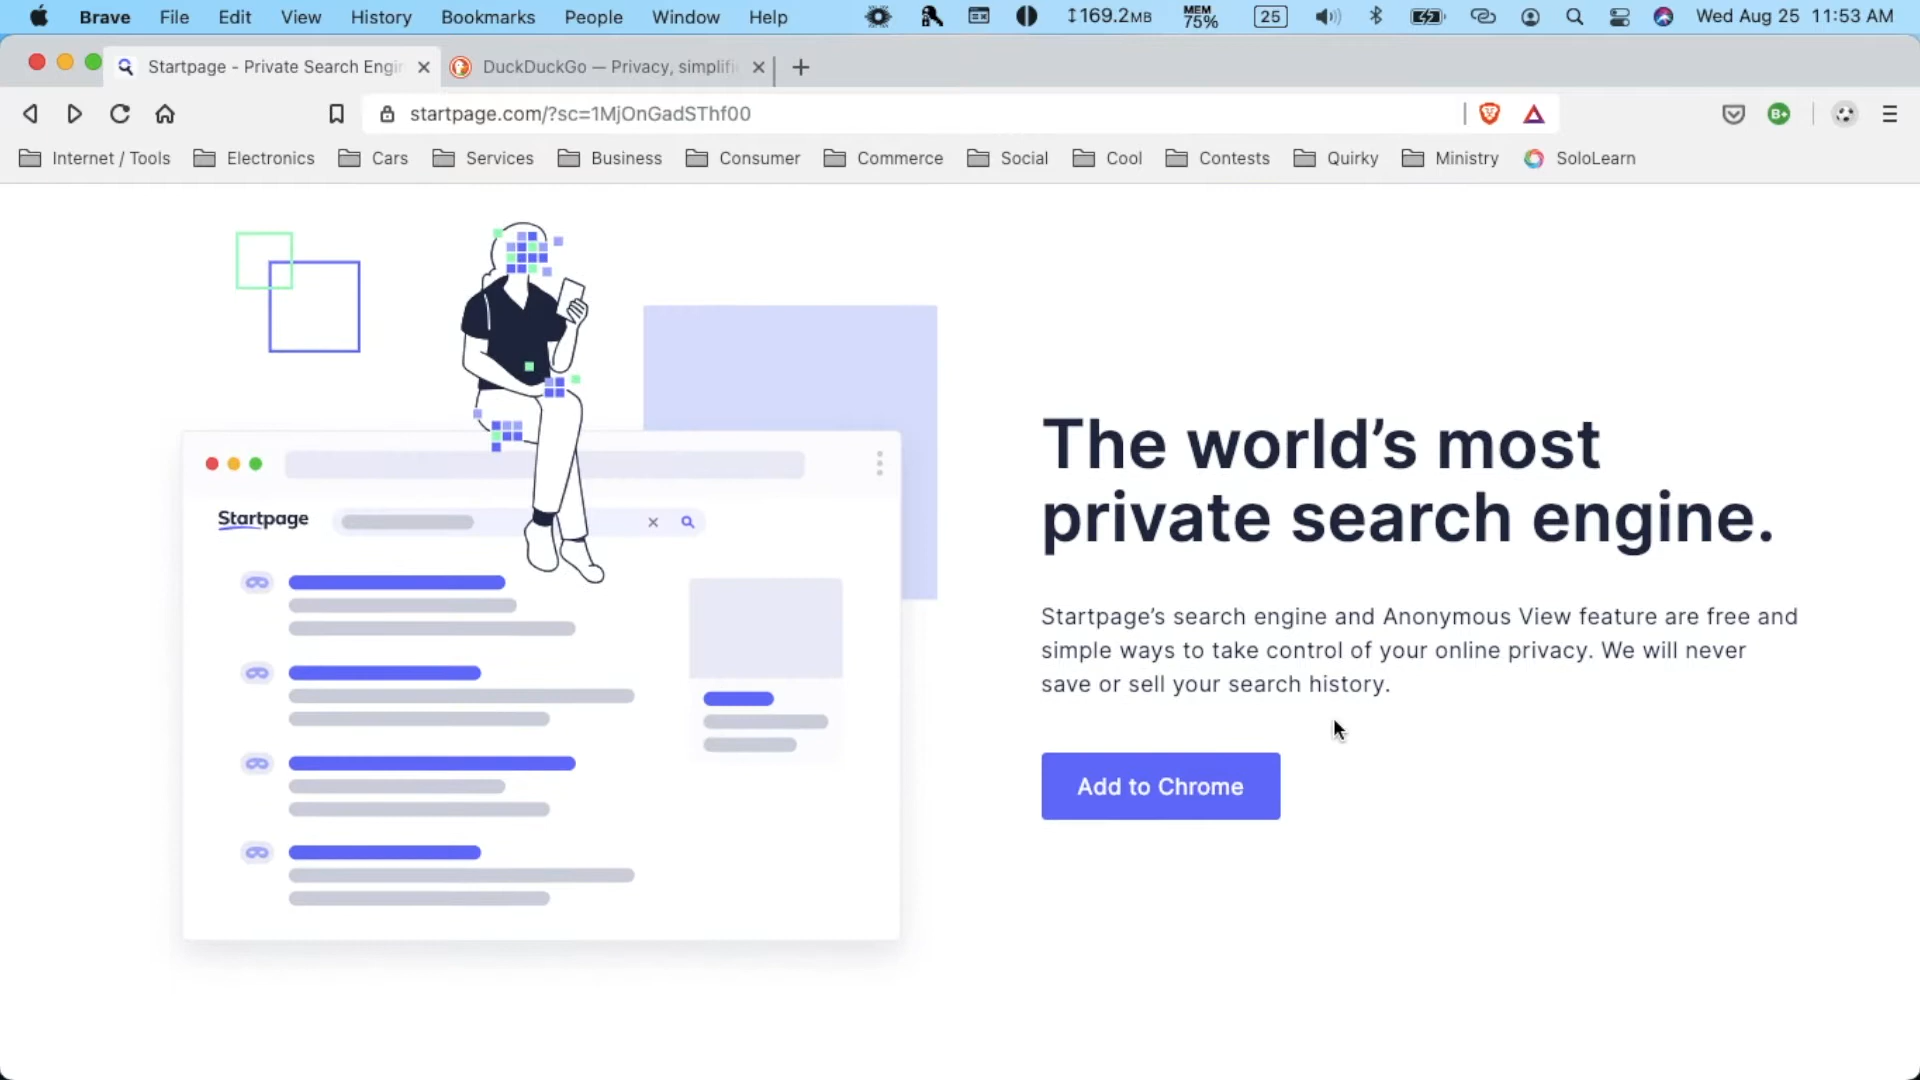 Brave File Edit View History Bookmarks People Window Help 169.2MB MEM 75% 25 Wed Aug 25 11:53 AM
Startpage - Private Search Engi DuckDuckGo — Privacy, simplifi
startpage.com/?sc=1MjOnGadSThf00
Internet / Tools Electronics Cars Services Business Consumer Commerce Social Cool Contests Quirky Ministry SoloLearn
Startpage
The world's most
private search engine.
Startpage's search engine and Anonymous View feature are free and
simple ways to take control of your online privacy. We will never
save or sell your search history.
Add to Chrome